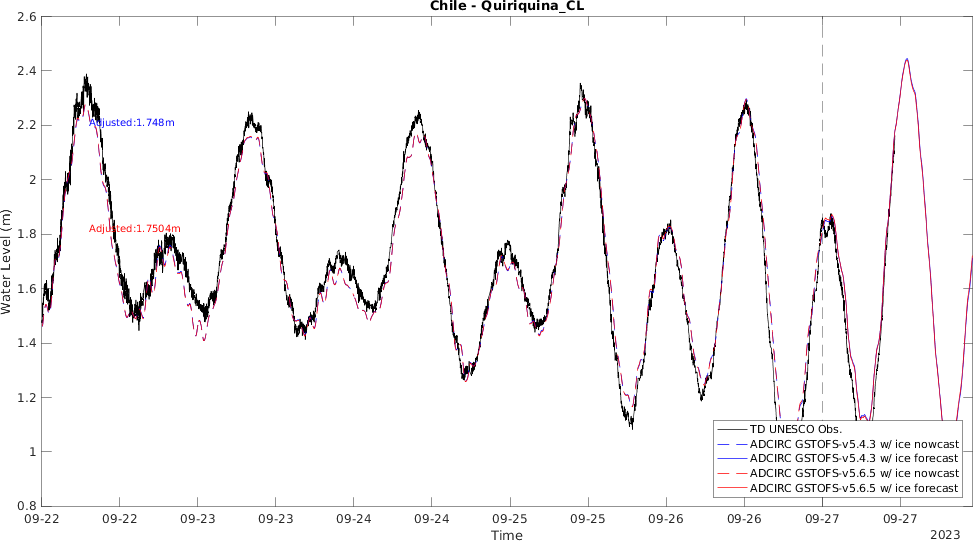 Chile - Quiriquina_CL
2.6
2.4
2.2
2
1.8
1.6
1.4
1.2
1
0.8
Water Level (m)
Adjusted:1.748m
Adjusted:1.7504m
TD UNESCO Obs.
ADCIRC GSTOFS-v5.4.3 w/ ice nowcast
ADCIRC GSTOFS-v5.4.3 w/ ice forecast
ADCIRC GSTOFS-v5.6.5 w/ ice nowcast
ADCIRC GSTOFS-v5.6.5 w/ ice forecast
09-22 09-22 09-23 09-23 09-24 09-24 09-25 09-25 09-26 09-26 09-27 09-27
Time
2023